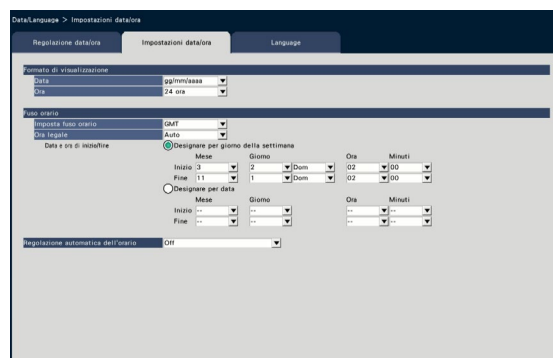 Data/Language > Impostazioni data/ora
Regolazione data/ora Impostazioni data/ora Language
Formato di visualizzazione
Data gg/mm/aaaa
Ora 24 ora
Fuso orario
Imposta fuso orario GMT
Ora legale Auto
Data e ora di inizio/fine Designare per giorno della settimana
Mese Giorno Ora Minuti
Inizio 3 2 Dom 02 00
Fine 11 1 Dom 02 00
Designare per data
Mese Giorno Ora Minuti
Inizio -- -- -- --
Fine -- -- -- --
Regolazione automatica dell'orario Off